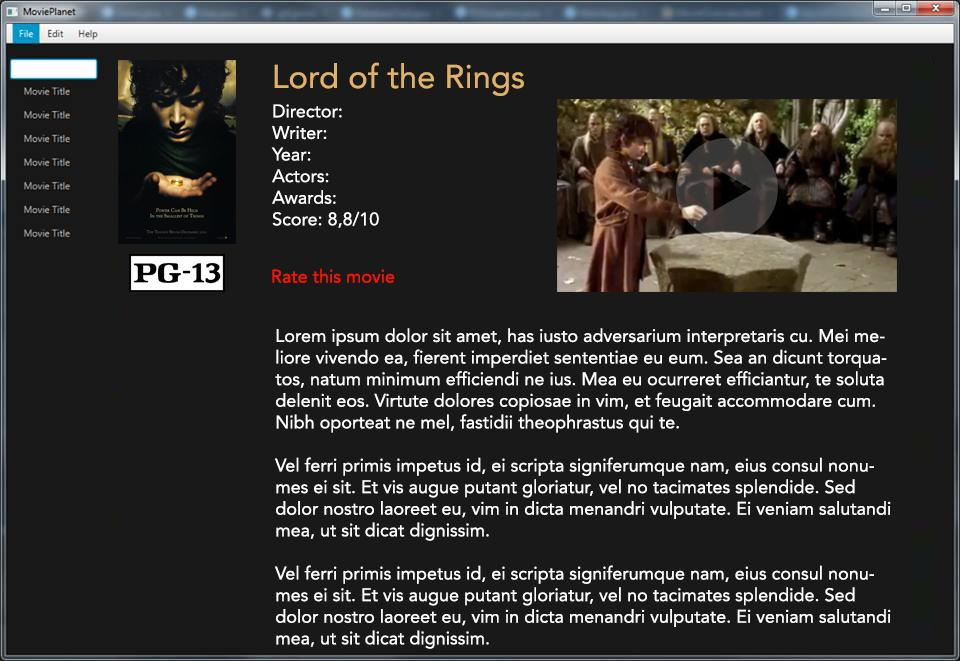 MoviePlanet
File Edit Help
Movie Title
Movie Title
Movie Title
Movie Title
Movie Title
Movie Title
Movie Title
POWER CAN BE HELD
IN THE SMALLEST OF THINGS
PG-13
Lord of the Rings
Director:
Writer:
Year:
Actors:
Awards:
Score: 8,8/10
Rate this movie
Lorem ipsum dolor sit amet, has iusto adversarium interpretaris cu. Mei me-
liore vivendo ea, fierent imperdiet sententiae eu eum. Sea an dicunt torqua-
tos, natum minimum efficiendi ne ius. Mea eu ocurreret efficiantur, te soluta
delenit eos. Virtute dolores copiosae in vim, et feugait accommodare cum.
Nibh oporteat ne mel, fastidii theophrastus qui te.
Vel ferri primis impetus id, ei scripta signiferumque nam, eius consul nonu-
mes ei sit. Et vis augue putant gloriatur, vel no tacimates splendide. Sed
dolor nostro laoreet eu, vim in dicta menandri vulputate. Ei veniam salutandi
mea, ut sit dicat dignissim.
Vel ferri primis impetus id, ei scripta signiferumque nam, eius consul nonu-
mes ei sit. Et vis augue putant gloriatur, vel no tacimates splendide. Sed
dolor nostro laoreet eu, vim in dicta menandri vulputate. Ei veniam salutandi
mea, ut sit dicat dignissim.